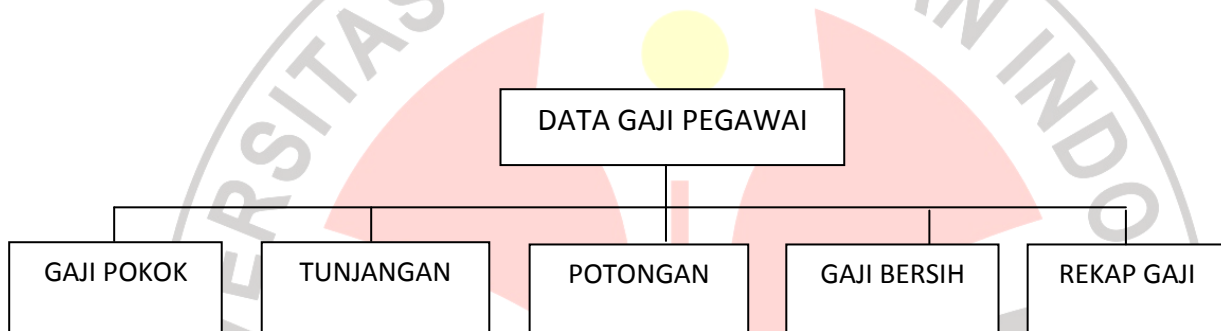 DATA GAJI PEGAWAI
GAJI POKOK
TUNJANGAN
POTONGAN
GAJI BERSIH
REKAP GAJI